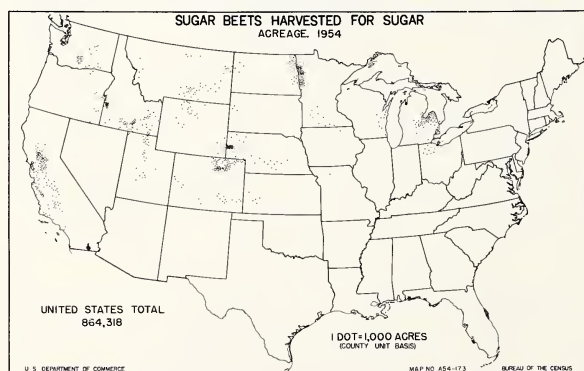 SUGAR BEETS HARVESTED FOR SUGAR
ACREAGE, 1954
UNITED STATES TOTAL
864,318
1 DOT=1,000 ACRES
(COUNTY UNIT BASIS)
U S DEPARTMENT OF COMMERCE
MAP NO A54-173
BUREAU OF THE CENSUS